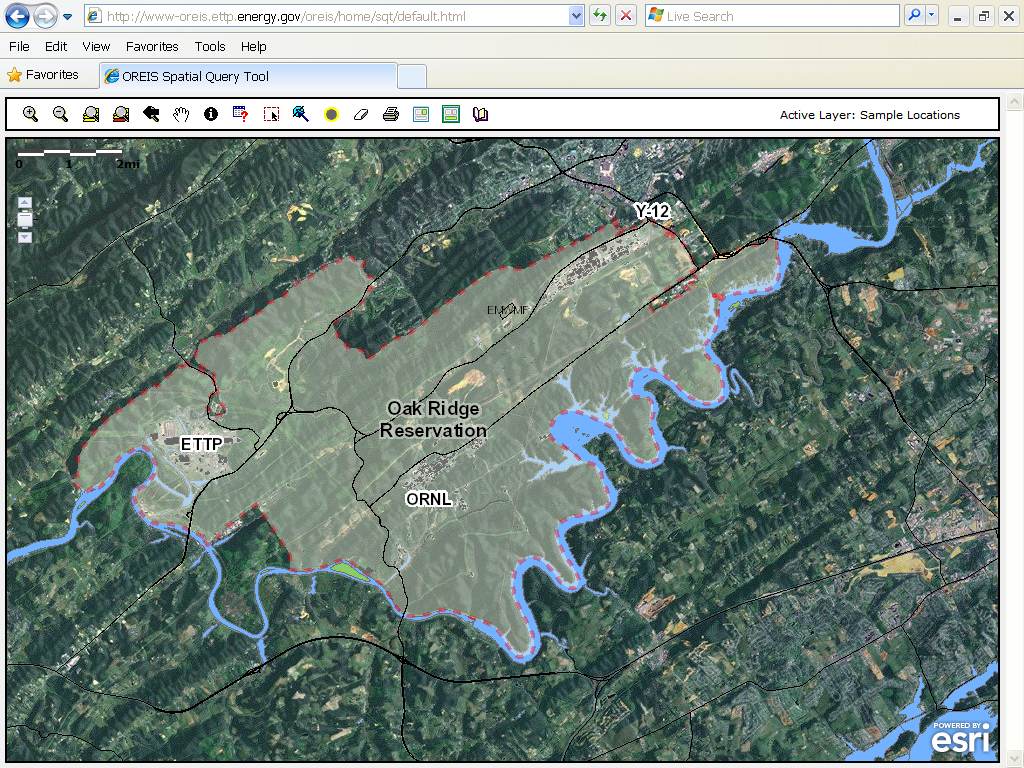 http://www-oreis.ettp.energy.gov/oreis/home/sqt/default.html
Live Search
File Edit View Favorites Tools Help
Favorites
OREIS Spatial Query Tool
Active Layer: Sample Locations
0 1 2mi
Y-12
EMWMF
Oak Ridge
Reservation
ETTP
ORNL
POWERED BY
esri